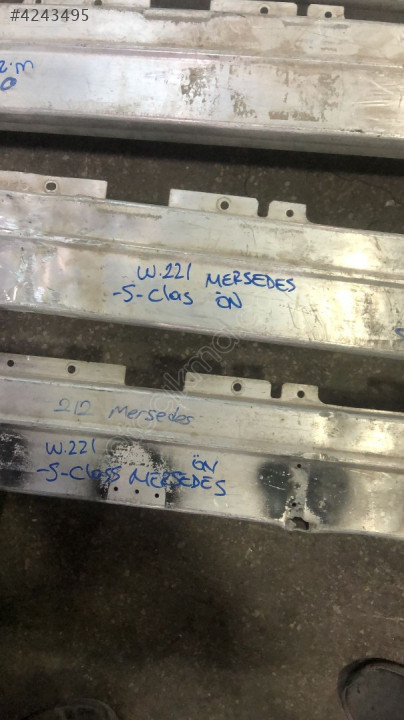 #4243495
W.221 MERSEDES
-S-Clas ÖN
212 Mersedes
W.221 ÖN
-S-Class MERSEDES